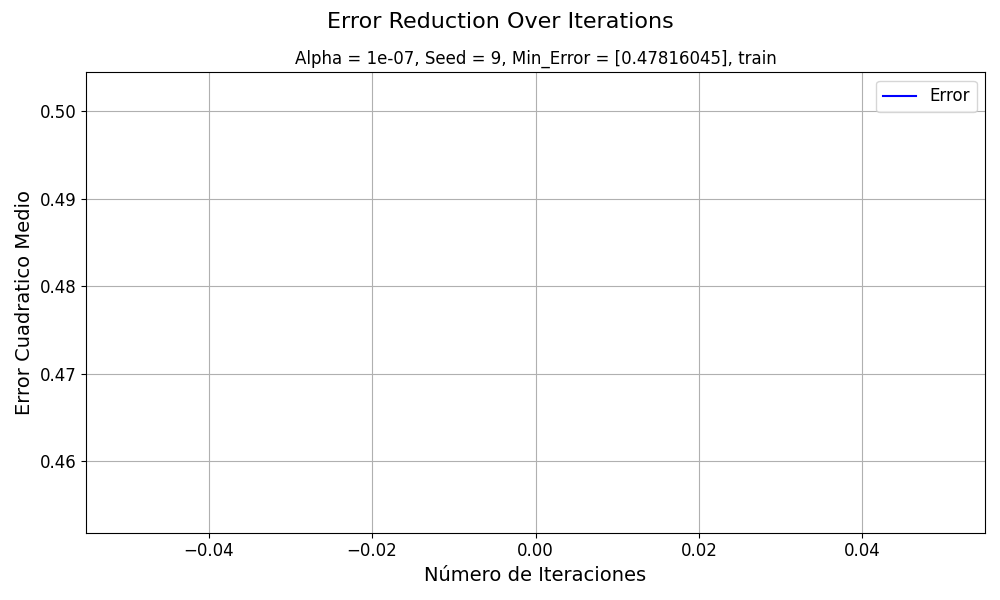 Error Reduction Over Iterations
Alpha = 1e-07, Seed = 9, Min_Error = [0.47816045], train
Error
0.50
0.49
0.48
0.47
0.46
Error Cuadratico Medio
−0.04
−0.02
0.00
0.02
0.04
Número de Iteraciones